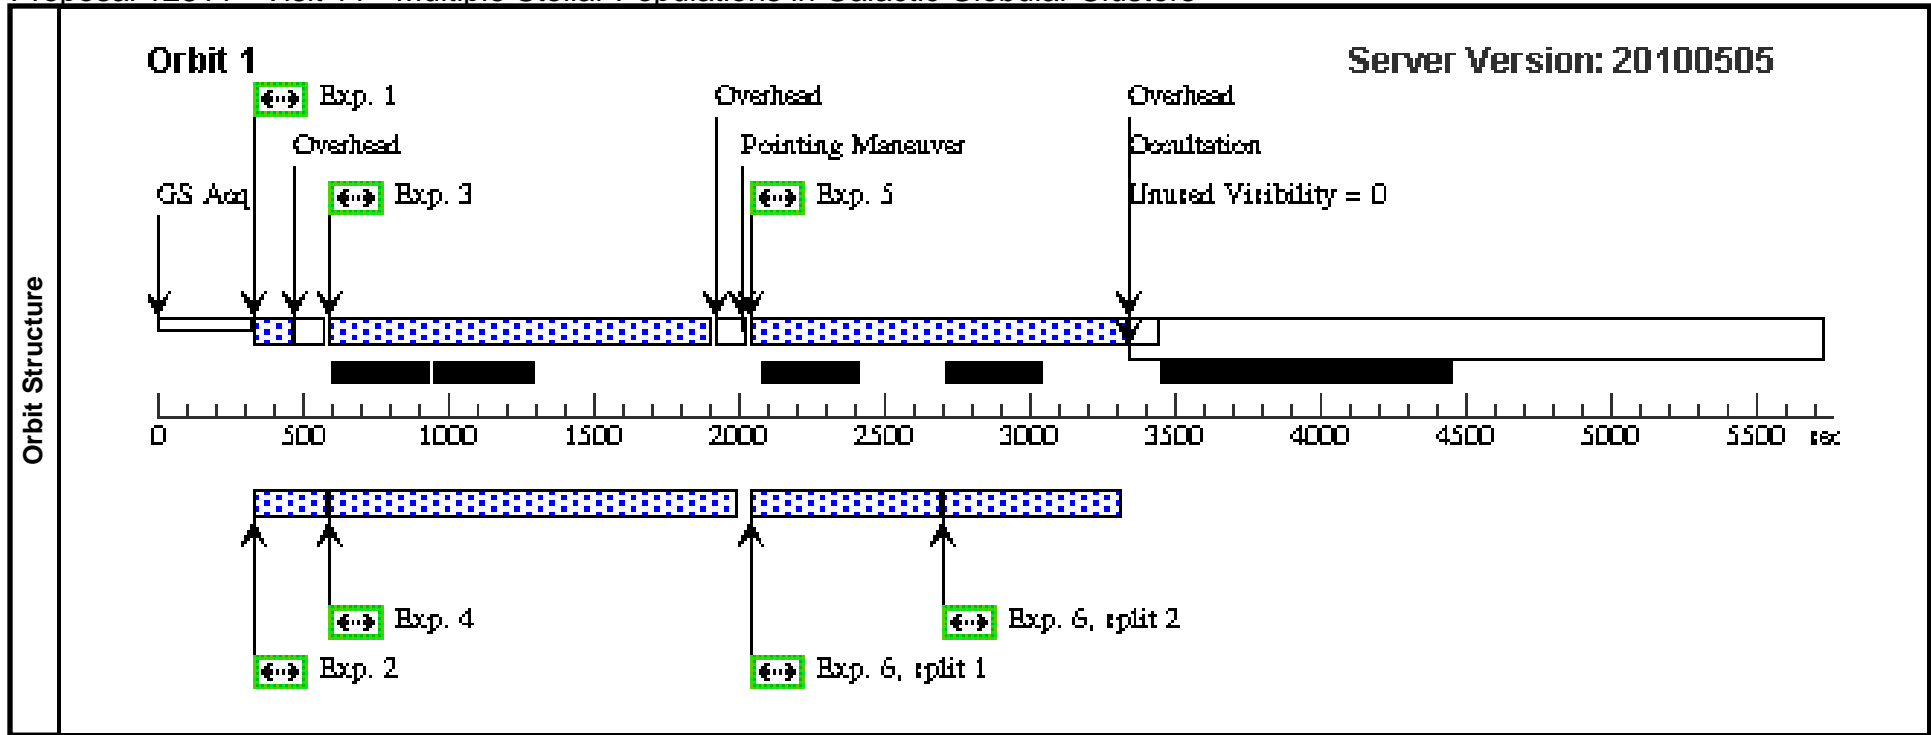 Orbit 1
Server Version: 20100505
Exp. 1
Overhead
Overhead
Overhead
Pointing Maneuver
Occultation
GS Acq
Exp. 3
Exp. 5
Unused Visibility = 0
Orbit Structure
0 500 1000 1500 2000 2500 3000 3500 4000 4500 5000 5500 sec
Exp. 4
Exp. 6, split 2
Exp. 2
Exp. 6, split 1